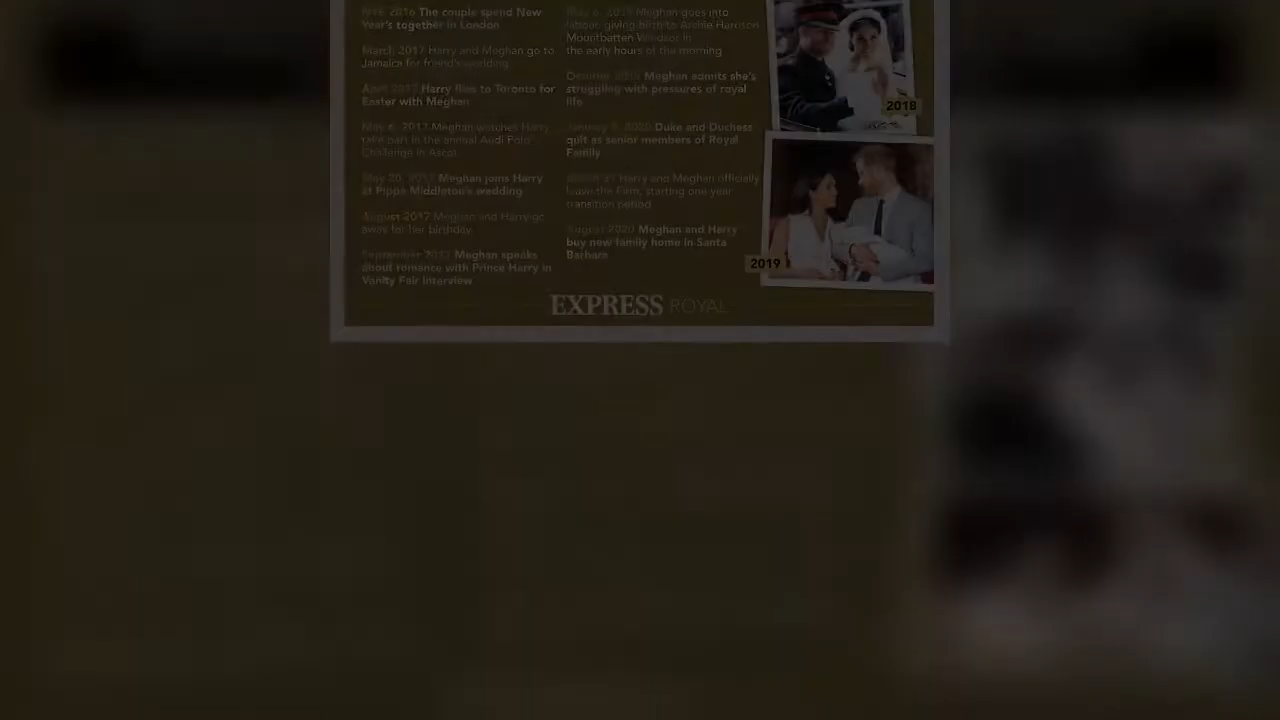 NYE 2016 The couple spend New
Year's together in London
March 2017 Harry and Meghan go to
Jamaica for friend's wedding
April 2017 Harry flies to Toronto for
Easter with Meghan
May 6, 2017 Meghan watches Harry
take part in the annual Audi Polo
Challenge in Ascot
May 20, 2017 Meghan joins Harry
at Pippa Middleton's wedding
August 2017 Meghan and Harry go
away for her birthday
September 2017 Meghan speaks
about romance with Prince Harry in
Vanity Fair interview
May 6, 2019 Meghan goes into
labour, giving birth to Archie Harrison
Mountbatten Windsor in
the early hours of the morning
October 2019 Meghan admits she's
struggling with pressures of royal
life
January 8, 2020 Duke and Duchess
quit as senior members of Royal
Family
March 31 Harry and Meghan officially
leave the Firm, starting one year
transition period
August 2020 Meghan and Harry
buy new family home in Santa
Barbara
2018
2019
EXPRESS ROYAL